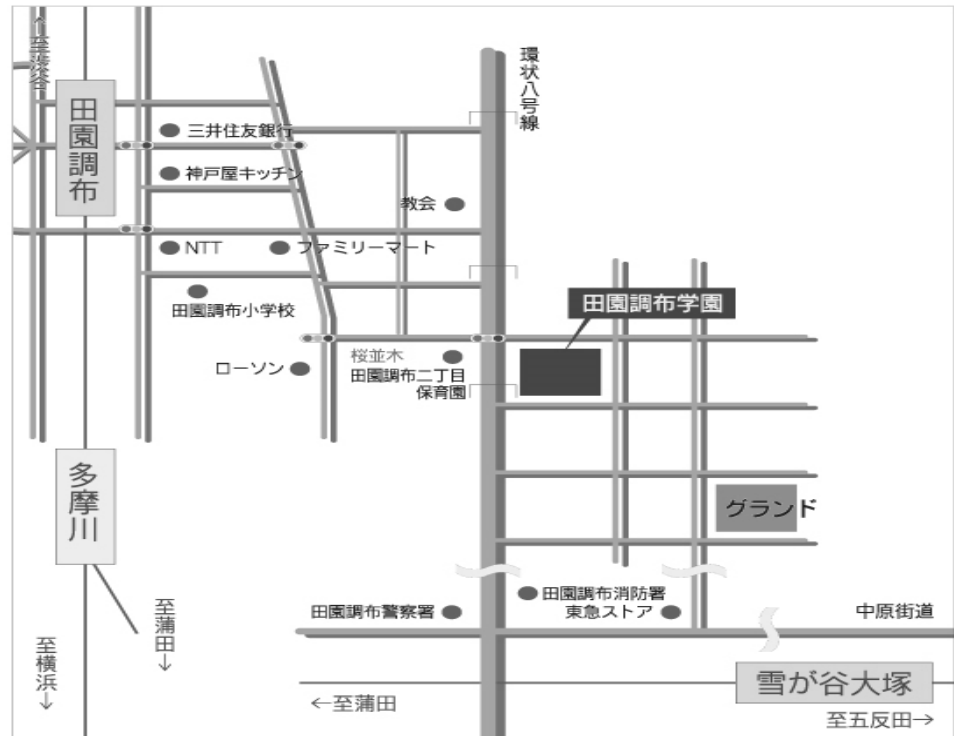 ↑至渋谷
環状八号線
田園調布
三井住友銀行
神戸屋キッチン
教会
NTT
ファミリーマート
田園調布小学校
田園調布学園
ローソン
桜並木
田園調布二丁目
保育園
多摩川
グランド
田園調布消防署
田園調布警察署
東急ストア
中原街道
至蒲田→
至横浜→
雪が谷大塚
←至蒲田
至五反田→